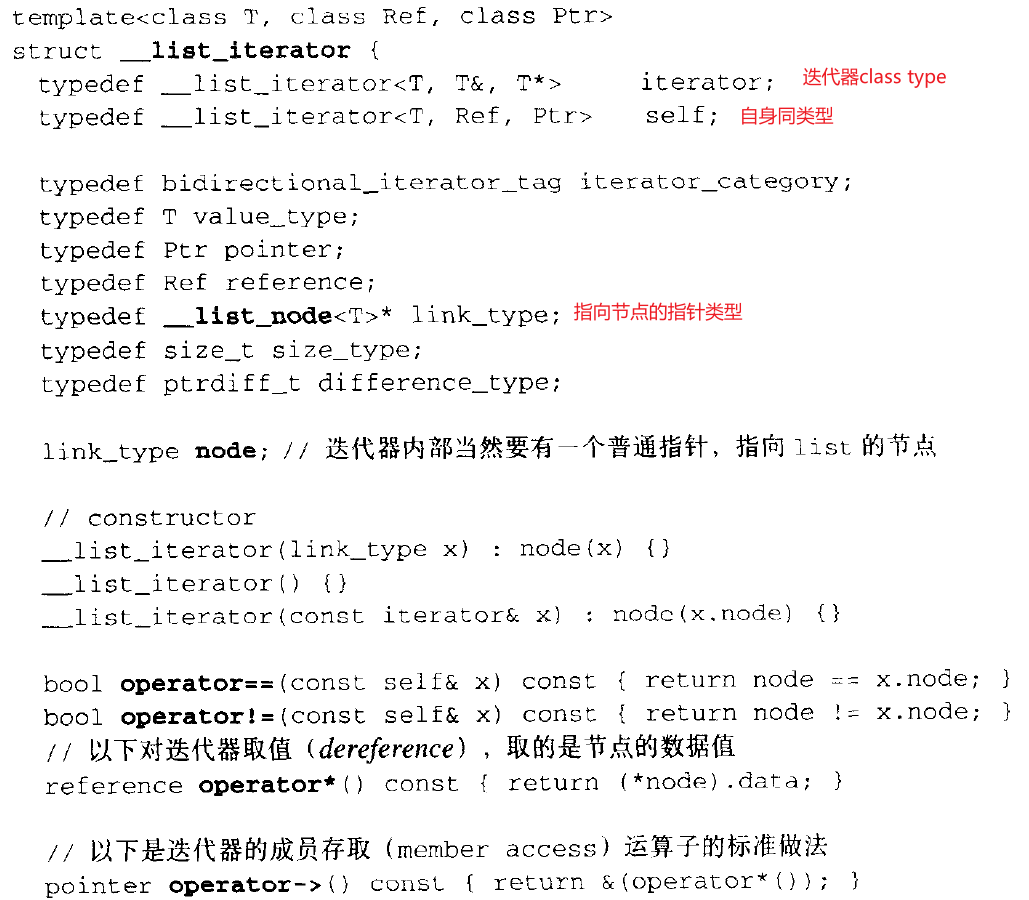 template<class T, class Ref, class Ptr>
struct __list_iterator {
typedef __list_iterator<T, T&, T*> iterator; 迭代器class type
typedef __list_iterator<T, Ref, Ptr> self; 自身同类型
typedef bidirectional_iterator_tag iterator_category;
typedef T value_type;
typedef Ptr pointer;
typedef Ref reference;
typedef __list_node<T>* link_type; 指向节点的指针类型
typedef size_t size_type;
typedef ptrdiff_t difference_type;
link_type node; // 迭代器内部当然要有一个普通指针，指向 list 的节点
// constructor
__list_iterator(link_type x) : node(x) {}
__list_iterator() {}
__list_iterator(const iterator& x) : node(x.node) {}
bool operator==(const self& x) const { return node == x.node; }
bool operator!=(const self& x) const { return node != x.node; }
// 以下对迭代器取值（dereference），取的是节点的数据值
reference operator*() const { return (*node).data; }
// 以下是迭代器的成员存取（member access）运算子的标准做法
pointer operator->() const { return &(operator*()); }